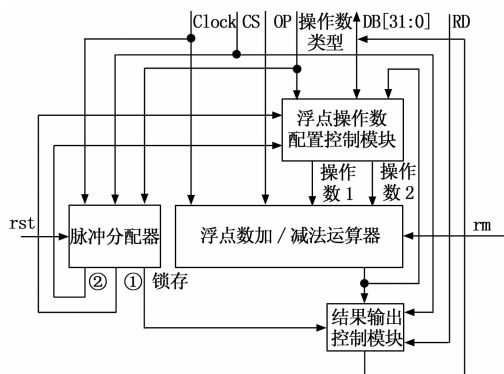 Clock CS OP 操作数类型 DB[31:0] RD
浮点操作数
配置控制模块
操作数1
操作数2
rst
脉冲分配器
浮点数加/减法运算器
rm
② ① 锁存
结果输出
控制模块